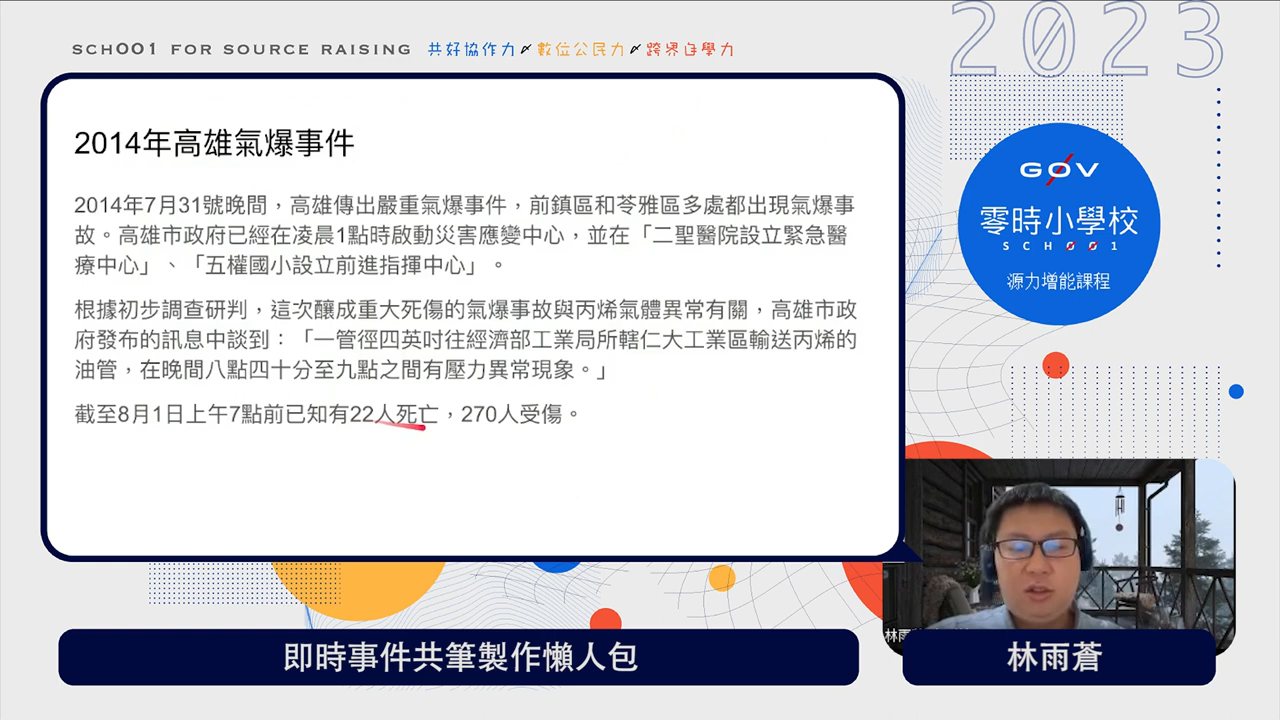 SCHOO1 FOR SOURCE RAISING 共好協作力 數位公民力 跨界自學力
2023
2014年高雄氣爆事件
2014年7月31號晚間，高雄傳出嚴重氣爆事件，前鎮區和苓雅區多處都出現氣爆事
故。高雄市政府已經在凌晨1點時啟動災害應變中心，並在「二聖醫院設立緊急醫
療中心」、「五權國小設立前進指揮中心」。
根據初步調查研判，這次釀成重大死傷的氣爆事故與丙烯氣體異常有關，高雄市政
府發布的訊息中談到：「一管徑四英吋往經濟部工業局所轄仁大工業區輸送丙烯的
油管，在晚間八點四十分至九點之間有壓力異常現象。」
截至8月1日上午7點前已知有22人死亡，270人受傷。
G0V
零時小學校
SCH001
源力增能課程
林雨
即時事件共筆製作懶人包
林雨蒼